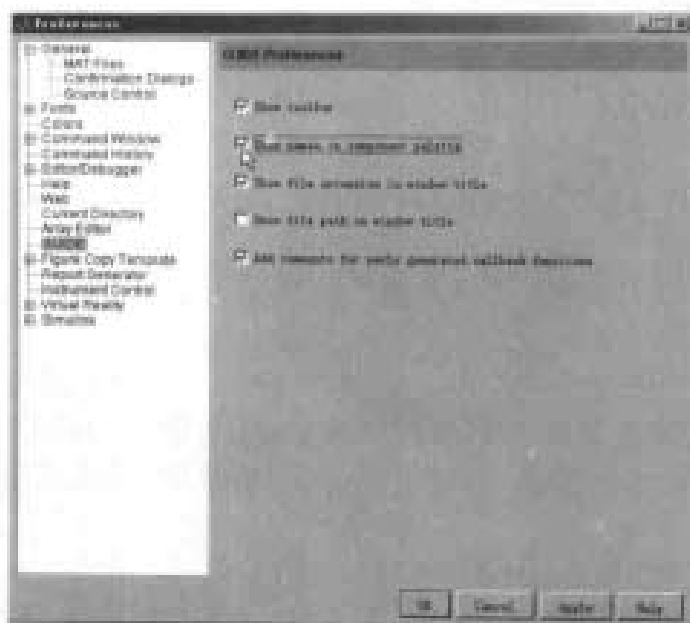 Preferences
General
MAT-Files
Confirmation Dialogs
Source Control
Fonts
Colors
Command Window
Command History
Editor/Debugger
Help
Web
Current Directory
Array Editor
GUIDE
Figure Copy Template
Report Generator
Instrument Control
Virtual Reality
Simulink
GUIDE Preferences
Show toolbar
Show names in component palette
Show file extension in window title
Show file path in window title
Add comments for newly generated callback functions
OK
Cancel
Apply
Help